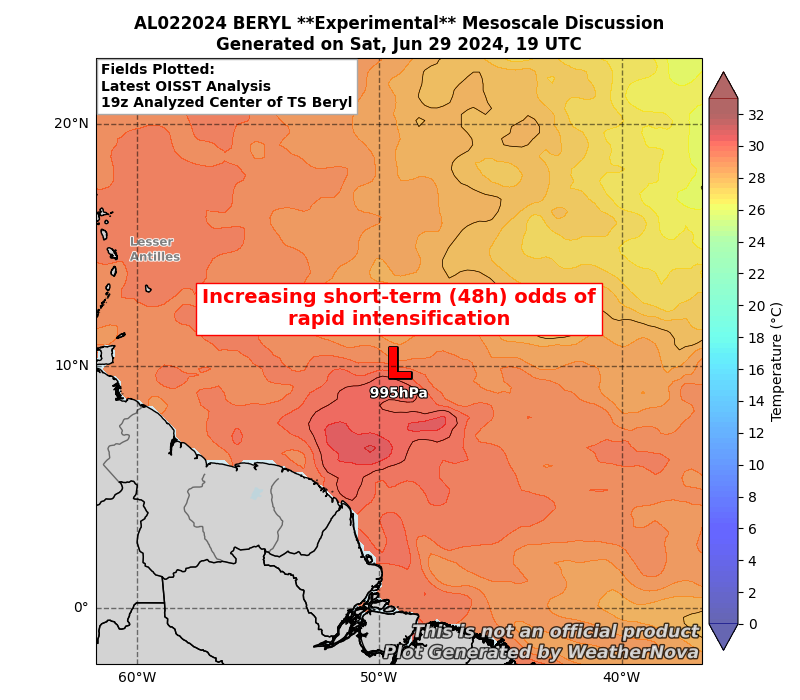 AL022024 BERYL **Experimental** Mesoscale Discussion
Generated on Sat, Jun 29 2024, 19 UTC
Fields Plotted:
Latest OISST Analysis
19z Analyzed Center of TS Beryl
20°N
10°N
0°
60°W
50°W
40°W
Lesser
Antilles
Increasing short-term (48h) odds of
rapid intensification
L
995hPa
This is not an official product
Plot Generated by WeatherNova
32
30
28
26
24
22
20
18
16
14
12
10
8
6
4
2
0
Temperature (°C)